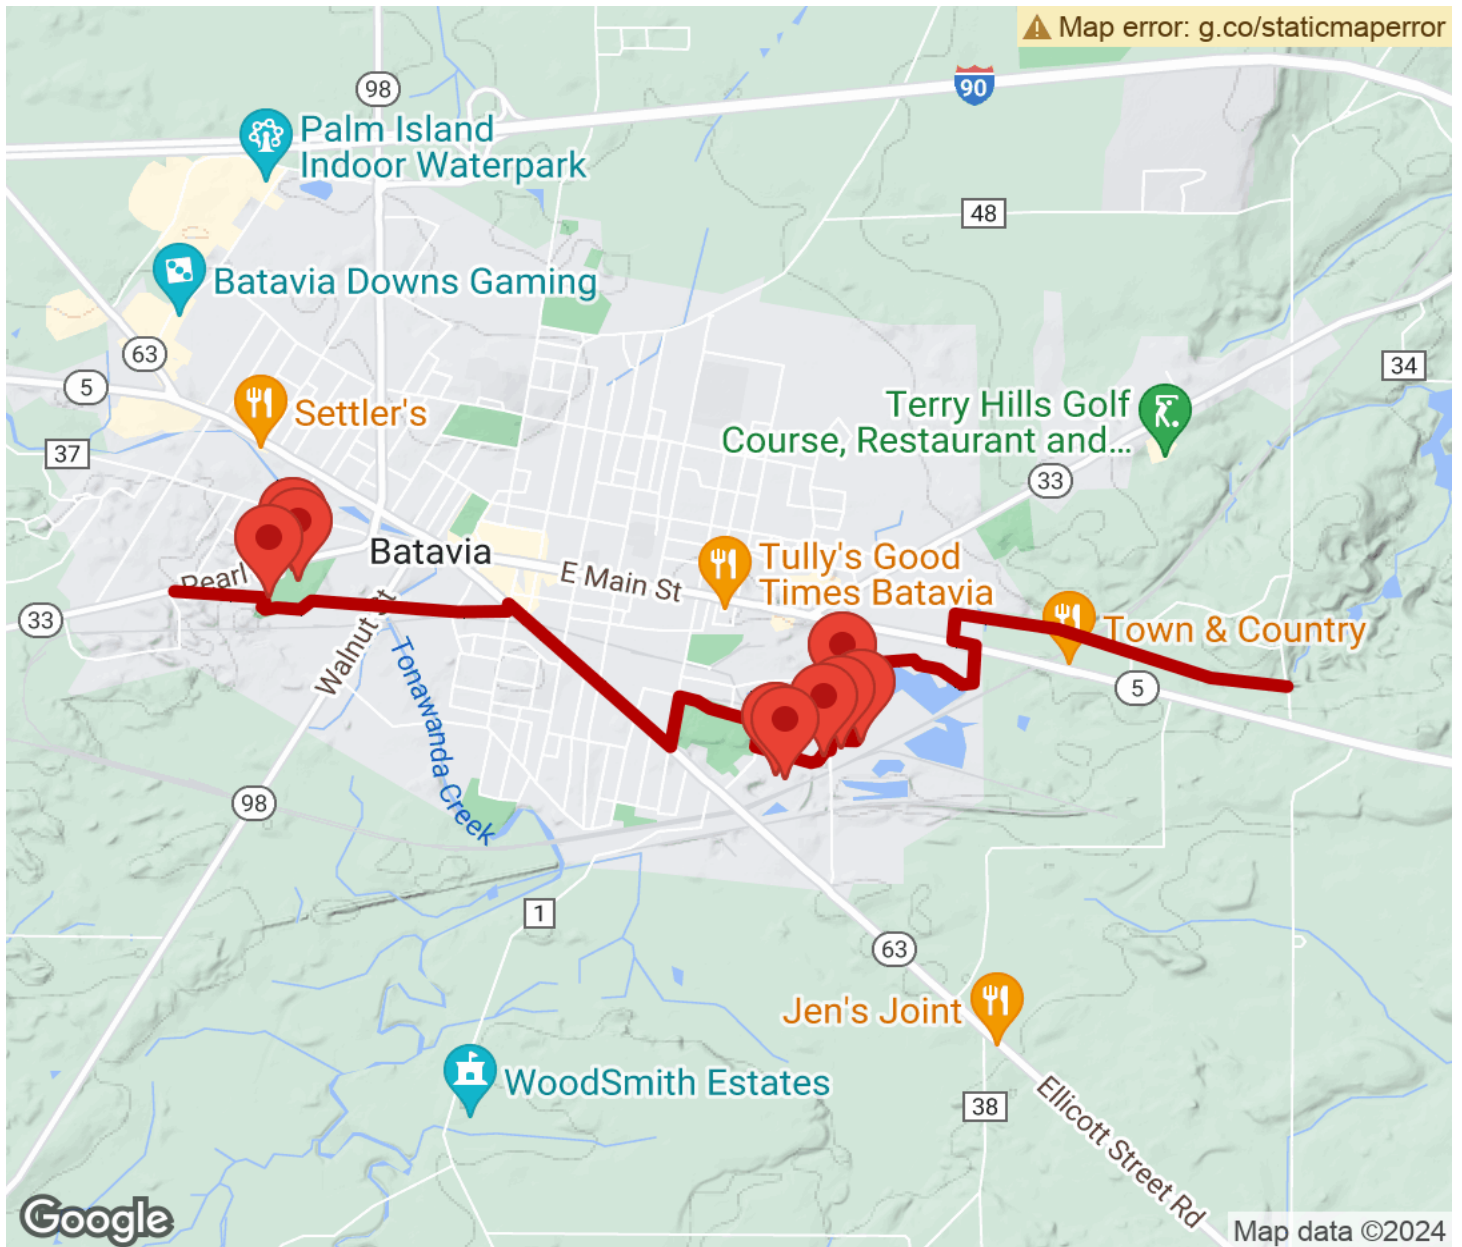 Map error: g.co/staticmaperror
98
90
Palm Island
Indoor Waterpark
48
Batavia Downs Gaming
63
5
34
Settler's
Terry Hills Golf
Course, Restaurant and...
37
33
Batavia
Pearl
E Main St
Tully's Good
Times Batavia
33
Walnut St
Town & Country
5
Tonawanda Creek
98
1
63
Jen's Joint
WoodSmith Estates
38
Ellicott Street Rd
Google
Map data ©2024